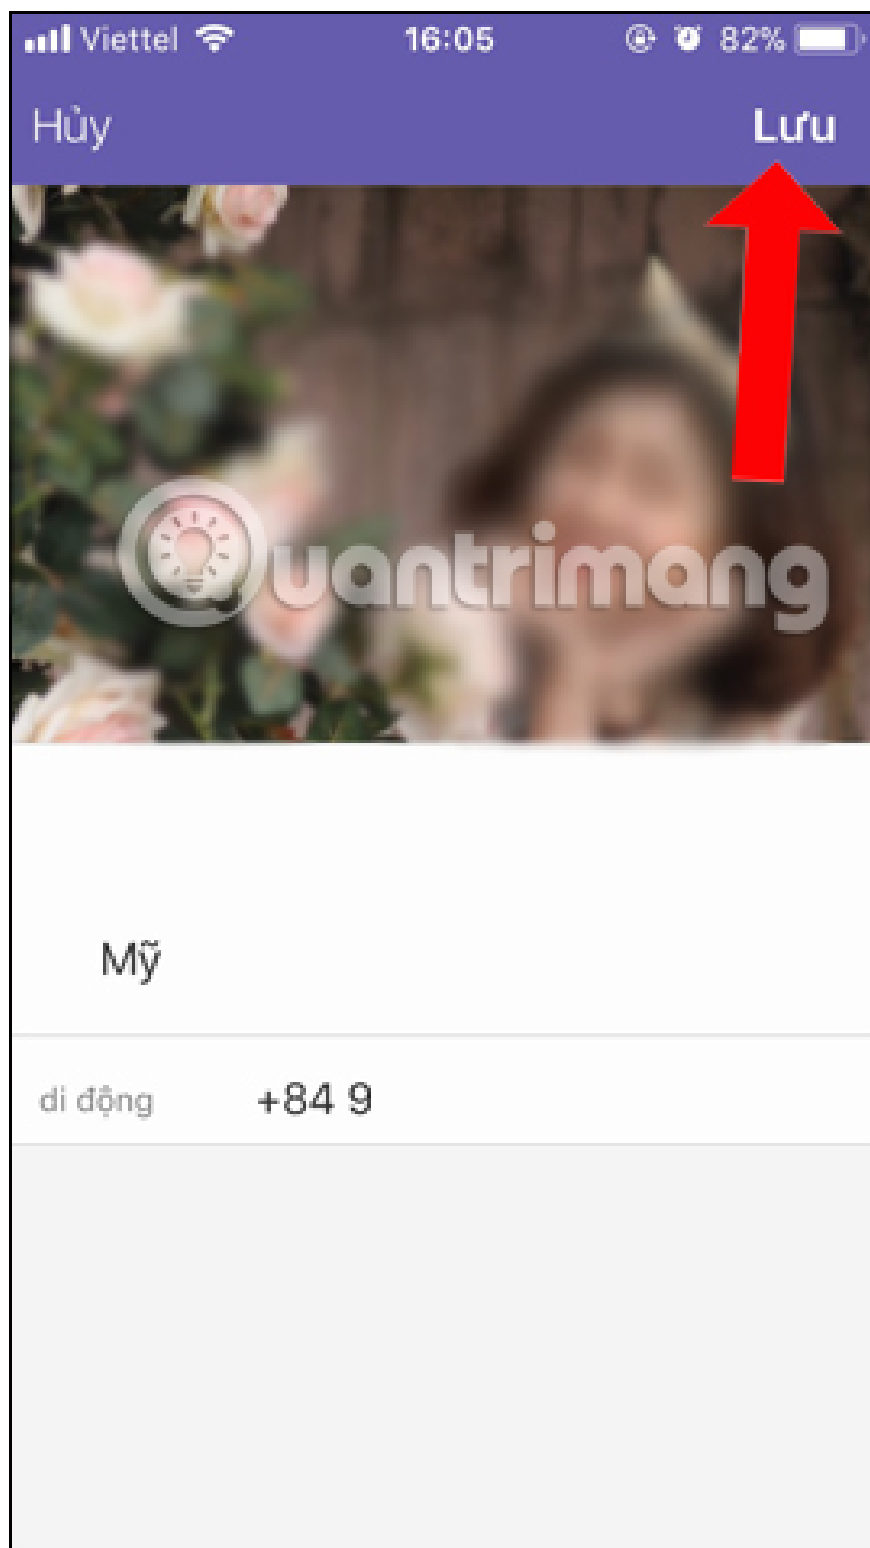 Viettel 16:05 82%
Hủy Lưu
Quantrimang
Mỹ
di động +84 9